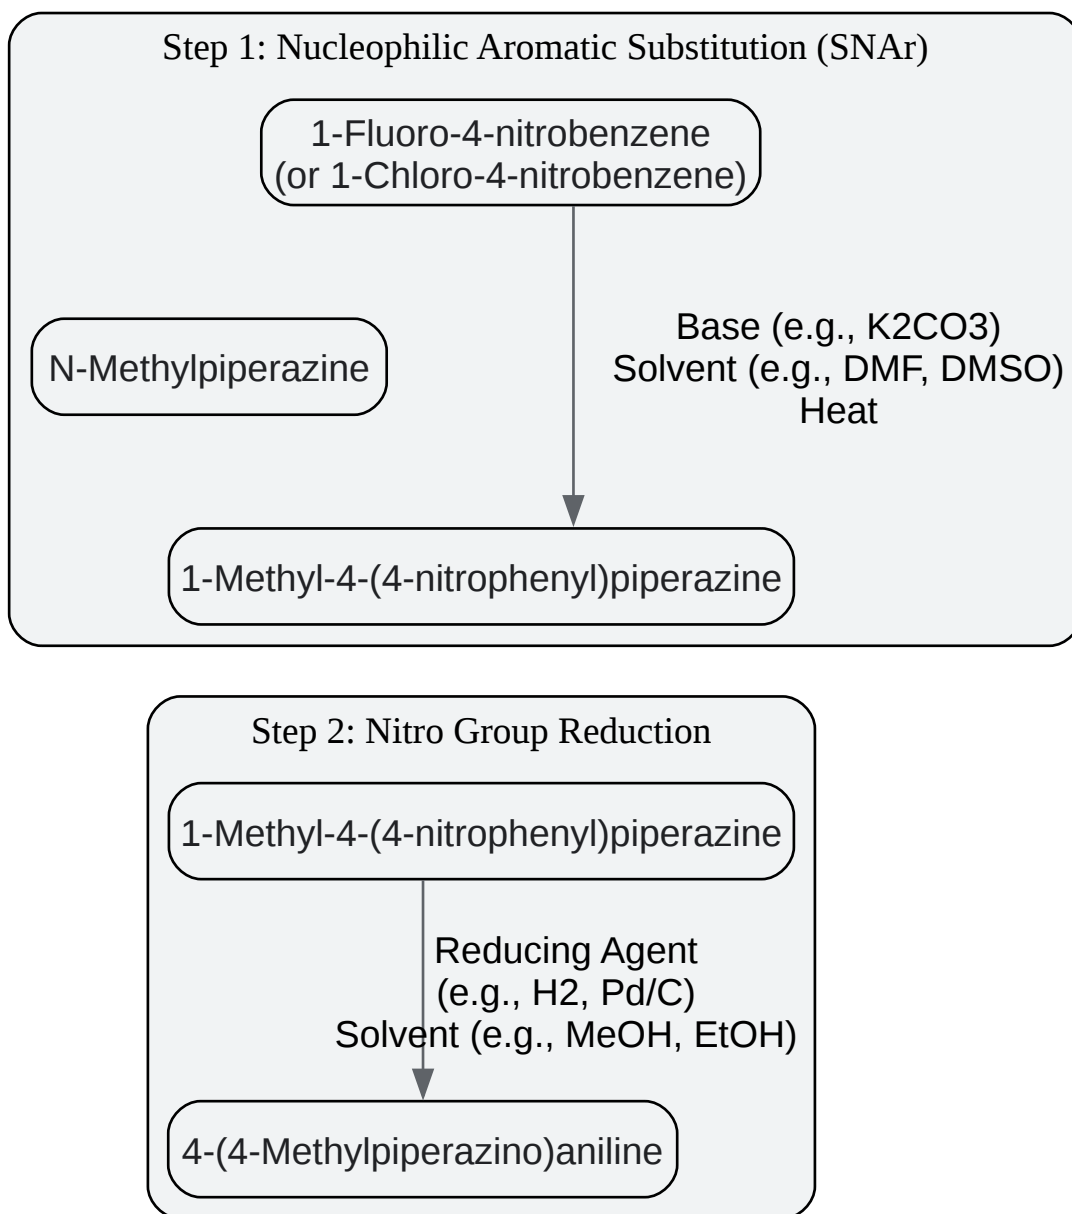 Step 1: Nucleophilic Aromatic Substitution (SNAr)
1-Fluoro-4-nitrobenzene
(or 1-Chloro-4-nitrobenzene)
N-Methylpiperazine
Base (e.g., K2CO3)
Solvent (e.g., DMF, DMSO)
Heat
1-Methyl-4-(4-nitrophenyl)piperazine
Step 2: Nitro Group Reduction
1-Methyl-4-(4-nitrophenyl)piperazine
Reducing Agent
(e.g., H2, Pd/C)
Solvent (e.g., MeOH, EtOH)
4-(4-Methylpiperazino)aniline